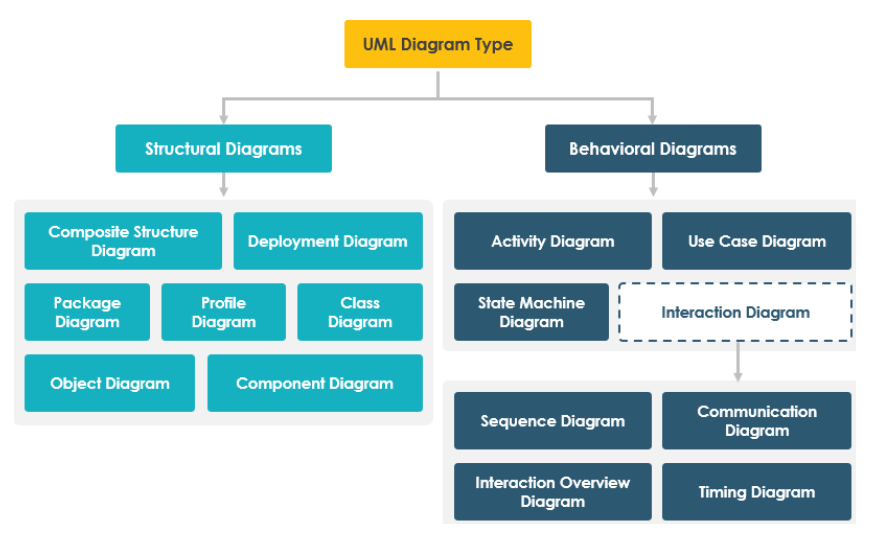 UML Diagram Type
Structural Diagrams
Behavioral Diagrams
Composite Structure
Diagram
Deployment Diagram
Package
Diagram
Profile
Diagram
Class
Diagram
Object Diagram
Component Diagram
Activity Diagram
Use Case Diagram
State Machine
Diagram
Interaction Diagram
Sequence Diagram
Communication
Diagram
Interaction Overview
Diagram
Timing Diagram